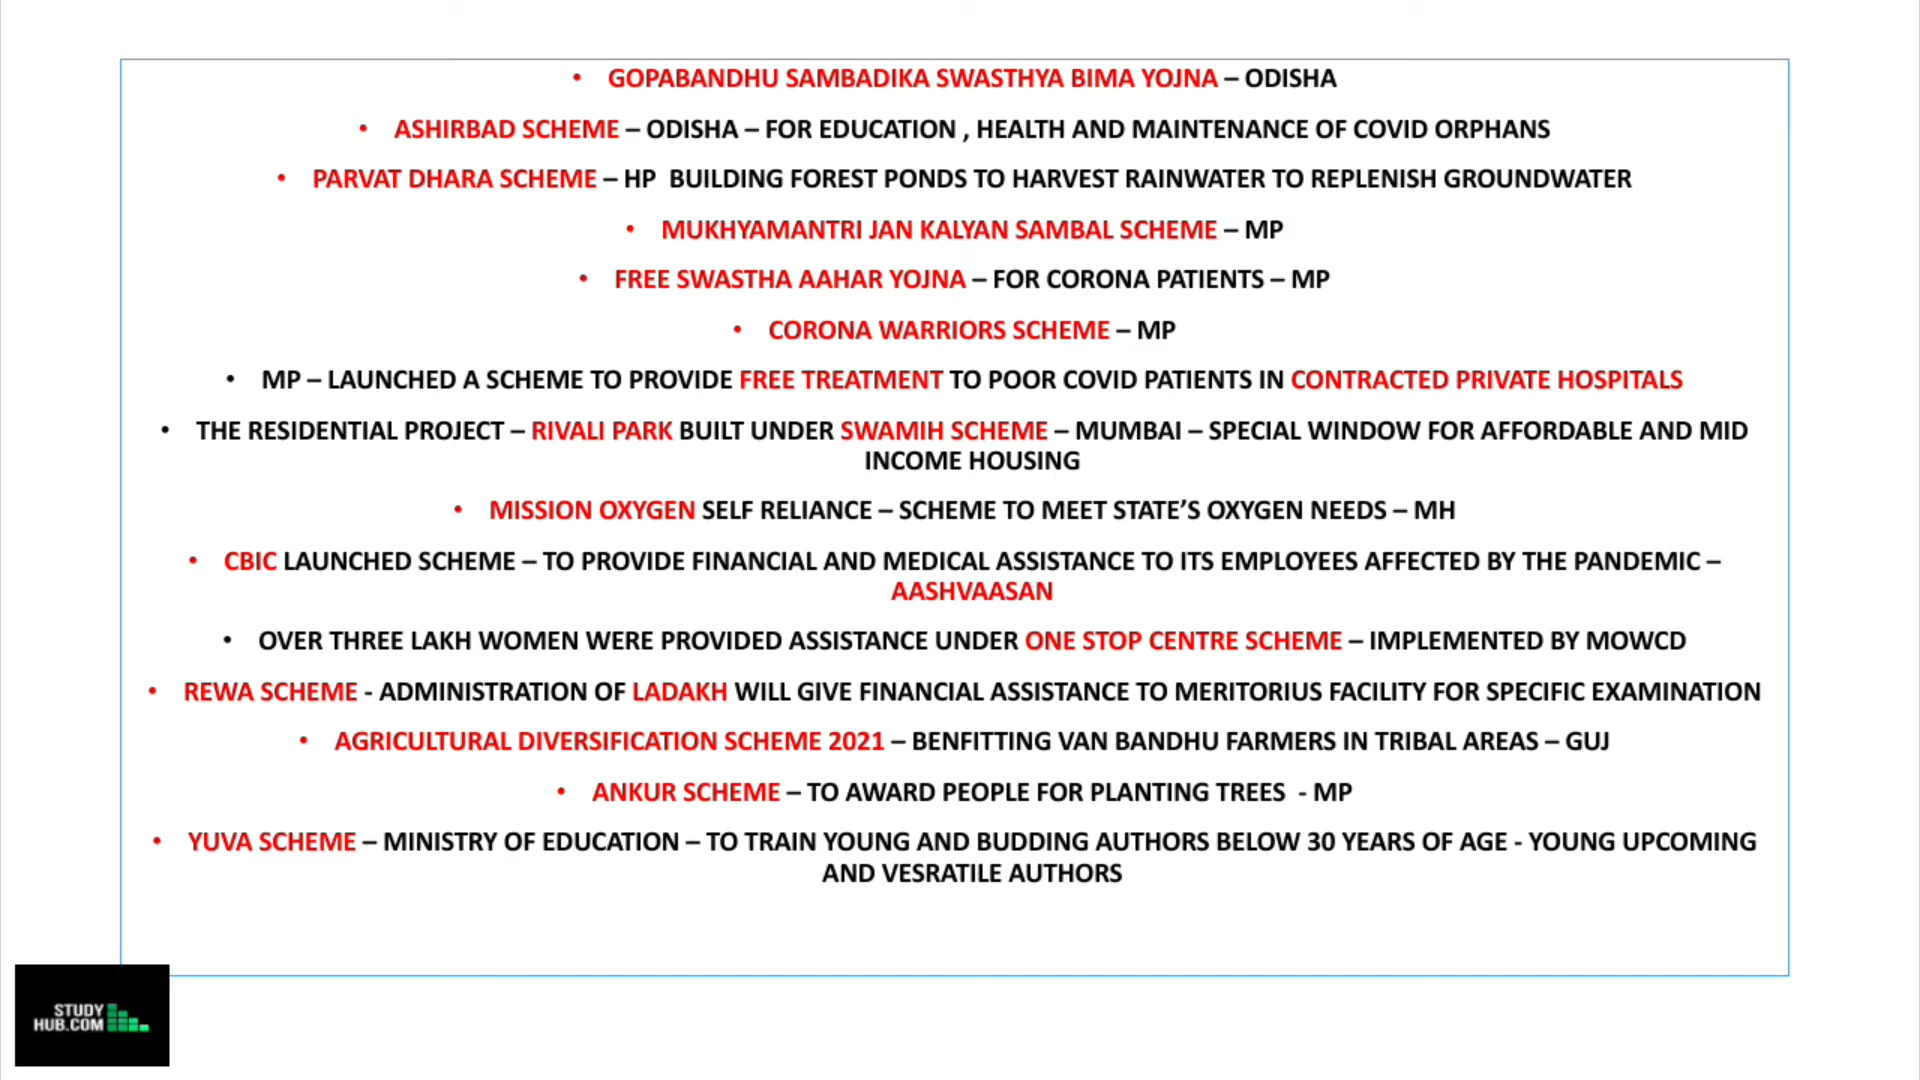 • GOPABANDHU SAMBADIKA SWASTHYA BIMA YOJNA – ODISHA
• ASHIRBAD SCHEME – ODISHA – FOR EDUCATION , HEALTH AND MAINTENANCE OF COVID ORPHANS
• PARVAT DHARA SCHEME – HP  BUILDING FOREST PONDS TO HARVEST RAINWATER TO REPLENISH GROUNDWATER
• MUKHYAMANTRI JAN KALYAN SAMBAL SCHEME – MP
• FREE SWASTHA AAHAR YOJNA – FOR CORONA PATIENTS – MP
• CORONA WARRIORS SCHEME – MP
• MP – LAUNCHED A SCHEME TO PROVIDE FREE TREATMENT TO POOR COVID PATIENTS IN CONTRACTED PRIVATE HOSPITALS
• THE RESIDENTIAL PROJECT – RIVALI PARK BUILT UNDER SWAMIH SCHEME – MUMBAI – SPECIAL WINDOW FOR AFFORDABLE AND MID
INCOME HOUSING
• MISSION OXYGEN SELF RELIANCE – SCHEME TO MEET STATE’S OXYGEN NEEDS – MH
• CBIC LAUNCHED SCHEME – TO PROVIDE FINANCIAL AND MEDICAL ASSISTANCE TO ITS EMPLOYEES AFFECTED BY THE PANDEMIC –
AASHVAASAN
• OVER THREE LAKH WOMEN WERE PROVIDED ASSISTANCE UNDER ONE STOP CENTRE SCHEME – IMPLEMENTED BY MOWCD
• REWA SCHEME - ADMINISTRATION OF LADAKH WILL GIVE FINANCIAL ASSISTANCE TO MERITORIUS FACILITY FOR SPECIFIC EXAMINATION
• AGRICULTURAL DIVERSIFICATION SCHEME 2021 – BENFITTING VAN BANDHU FARMERS IN TRIBAL AREAS – GUJ
• ANKUR SCHEME – TO AWARD PEOPLE FOR PLANTING TREES  - MP
• YUVA SCHEME – MINISTRY OF EDUCATION – TO TRAIN YOUNG AND BUDDING AUTHORS BELOW 30 YEARS OF AGE - YOUNG UPCOMING
AND VESRATILE AUTHORS
STUDY
HUB.COM